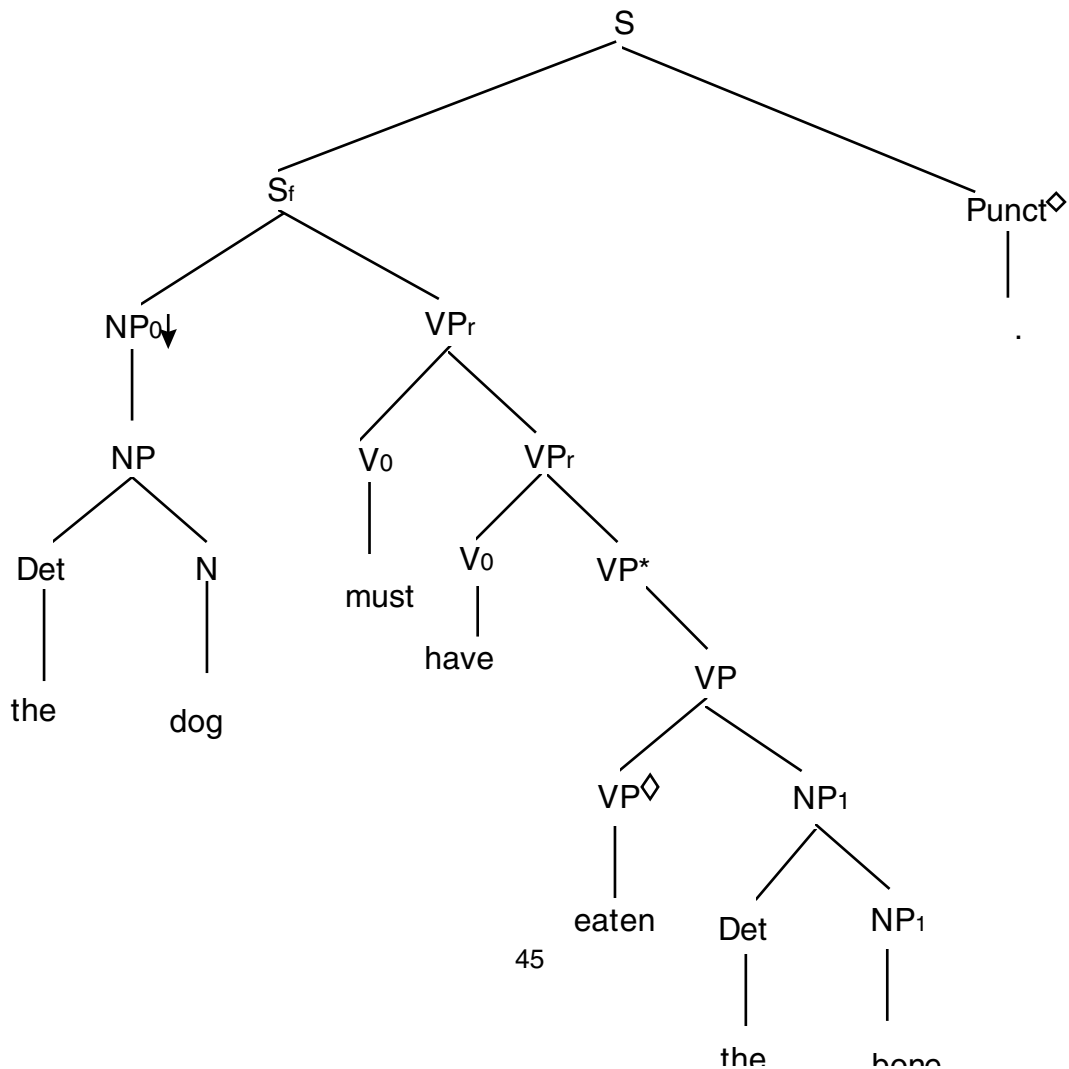 S
Sf
Punct◇
NP0↓
VPr
.
NP
V0
VPr
Det
N
must
V0
VP*
the
dog
have
VP
VP◇
NP1
eaten
Det
NP1
45
the